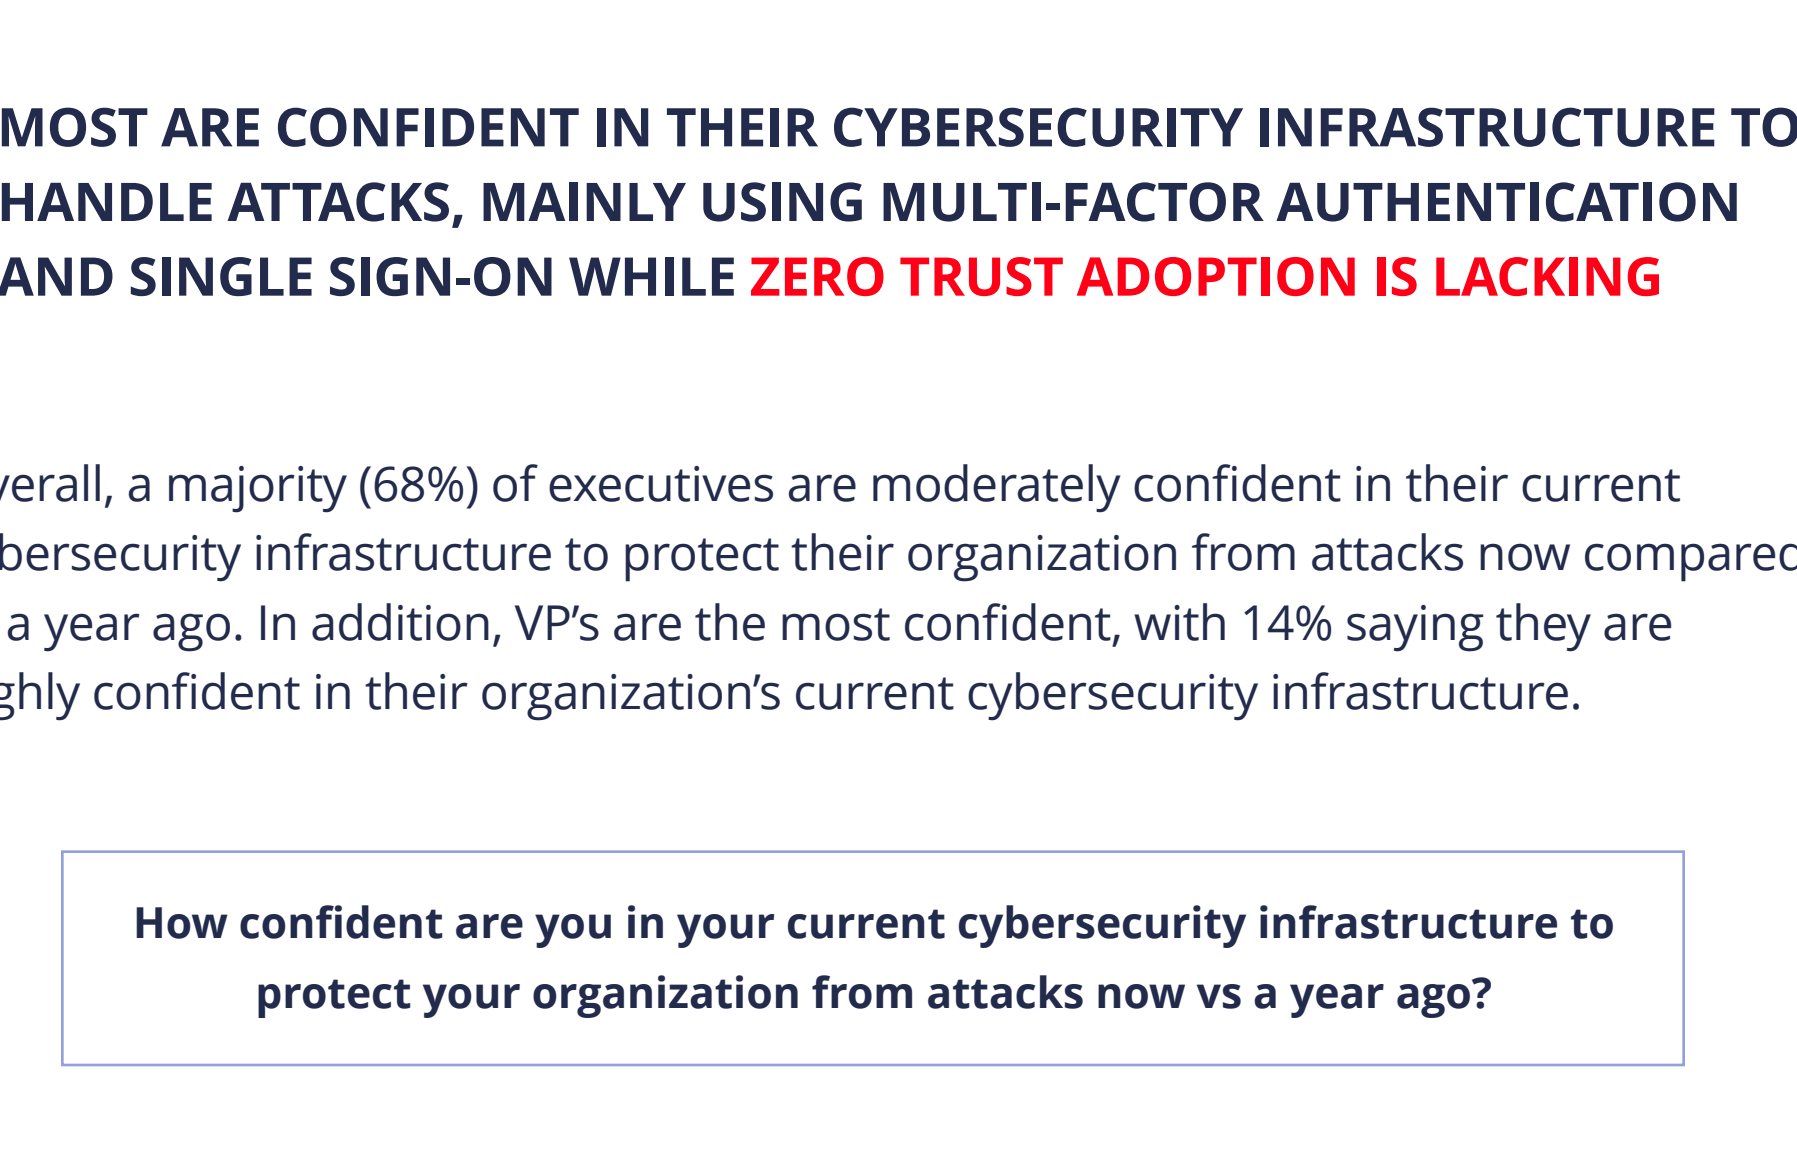 MOST ARE CONFIDENT IN THEIR CYBERSECURITY INFRASTRUCTURE TO
HANDLE ATTACKS, MAINLY USING MULTI-FACTOR AUTHENTICATION
AND SINGLE SIGN-ON WHILE ZERO TRUST ADOPTION IS LACKING
verall, a majority (68%) of executives are moderately confident in their current
bersecurity infrastructure to protect their organization from attacks now compared
a year ago. In addition, VP’s are the most confident, with 14% saying they are
ghly confident in their organization’s current cybersecurity infrastructure.
How confident are you in your current cybersecurity infrastructure to
protect your organization from attacks now vs a year ago?